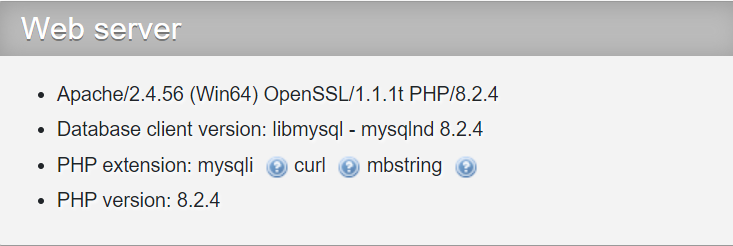 Web server
Apache/2.4.56 (Win64) OpenSSL/1.1.1t PHP/8.2.4
Database client version: libmysql - mysqlnd 8.2.4
PHP extension: mysqli ? curl ? mbstring ?
PHP version: 8.2.4